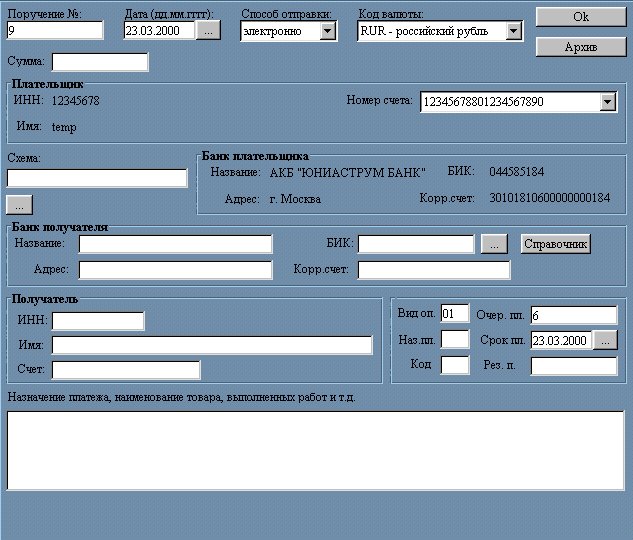 Поручение №: Дата (дд.мм.гггг): Способ отправки: Код валюты:
9 23.03.2000 ... электронно RUR - российский рубль Ok
Архив
Сумма:
Плательщик
ИНН: 12345678 Номер счета: 12345678801234567890
Имя: temp
Схема:
...
Банк плательщика
Название: АКБ "ЮНИАСТРУМ БАНК" БИК: 044585184
Адрес: г. Москва Корр.счет: 30101810600000000184
Банк получателя
Название: БИК: ... Справочник
Адрес: Корр.счет:
Получатель
ИНН:
Имя:
Счет:
Вид оп. 01 Очер. пл. 6
Наз.пл. Срок пл. 23.03.2000 ...
Код Рез. п.
Назначение платежа, наименование товара, выполненных работ и т.д.